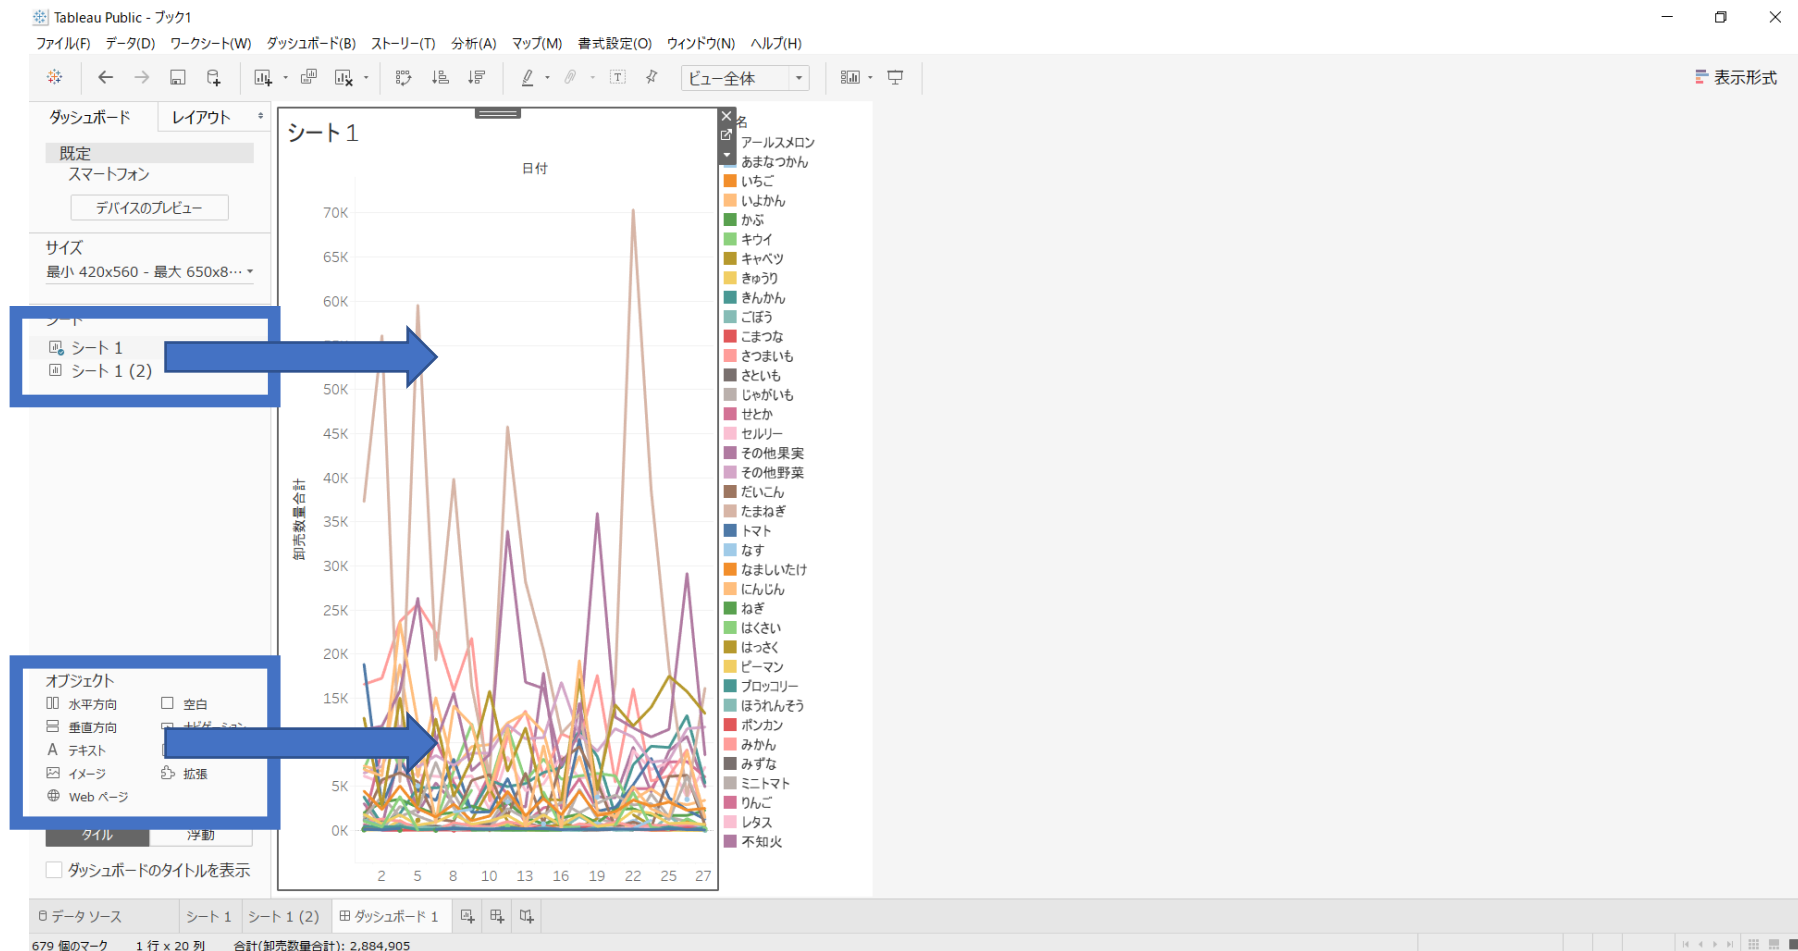 Tableau Public - ブック1
ファイル(F) データ(D) ワークシート(W) ダッシュボード(B) ストーリー(T) 分析(A) マップ(M) 書式設定(O) ウィンドウ(N) ヘルプ(H)
ビュー全体
表示形式
ダッシュボード レイアウト
既定
スマートフォン
デバイスのプレビュー
サイズ
最小 420x560 - 最大 650x8…
シート
シート 1
シート 1 (2)
オブジェクト
水平方向 空白
垂直方向 ナビゲーション
A テキスト
イメージ 拡張
Web ページ
タイル 浮動
ダッシュボードのタイトルを表示
シート 1
日付
卸売数量合計
70K
65K
60K
50K
45K
40K
35K
30K
25K
20K
15K
5K
0K
2 5 8 10 13 16 19 22 25 27
名
アールスメロン
あまなつかん
いちご
いよかん
かぶ
キウイ
キャベツ
きゅうり
きんかん
ごぼう
こまつな
さつまいも
さといも
じゃがいも
せとか
セルリー
その他果実
その他野菜
だいこん
たまねぎ
トマト
なす
なましいたけ
にんじん
ねぎ
はくさい
はっさく
ピーマン
ブロッコリー
ほうれんそう
ポンカン
みかん
みずな
ミニトマト
りんご
レタス
不知火
データ ソース シート 1 シート 1 (2) ダッシュボード 1
679 個のマーク 1 行 x 20 列 合計(卸売数量合計): 2,884,905